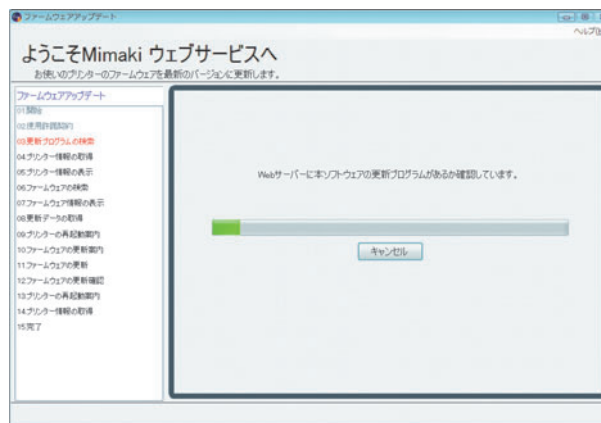 ファームウェアアップデート
ようこそMimaki ウェブサービスへ
お使いのプリンターのファームウェアを最新のバージョンに更新します。
ファームウェアアップデート
01.開始
02.使用許諾契約
03.更新プログラムの検索
04.プリンター情報の取得
05.プリンター情報の表示
06.ファームウェアの検索
07.ファームウェア情報の表示
08.更新データの取得
09.プリンターの再起動案内
10.ファームウェアの更新案内
11.ファームウェアの更新
12.ファームウェアの更新確認
13.プリンターの再起動案内
14.プリンター情報の取得
15.完了
Webサーバーに本ソフトウェアの更新プログラムがあるか確認しています。
キャンセル